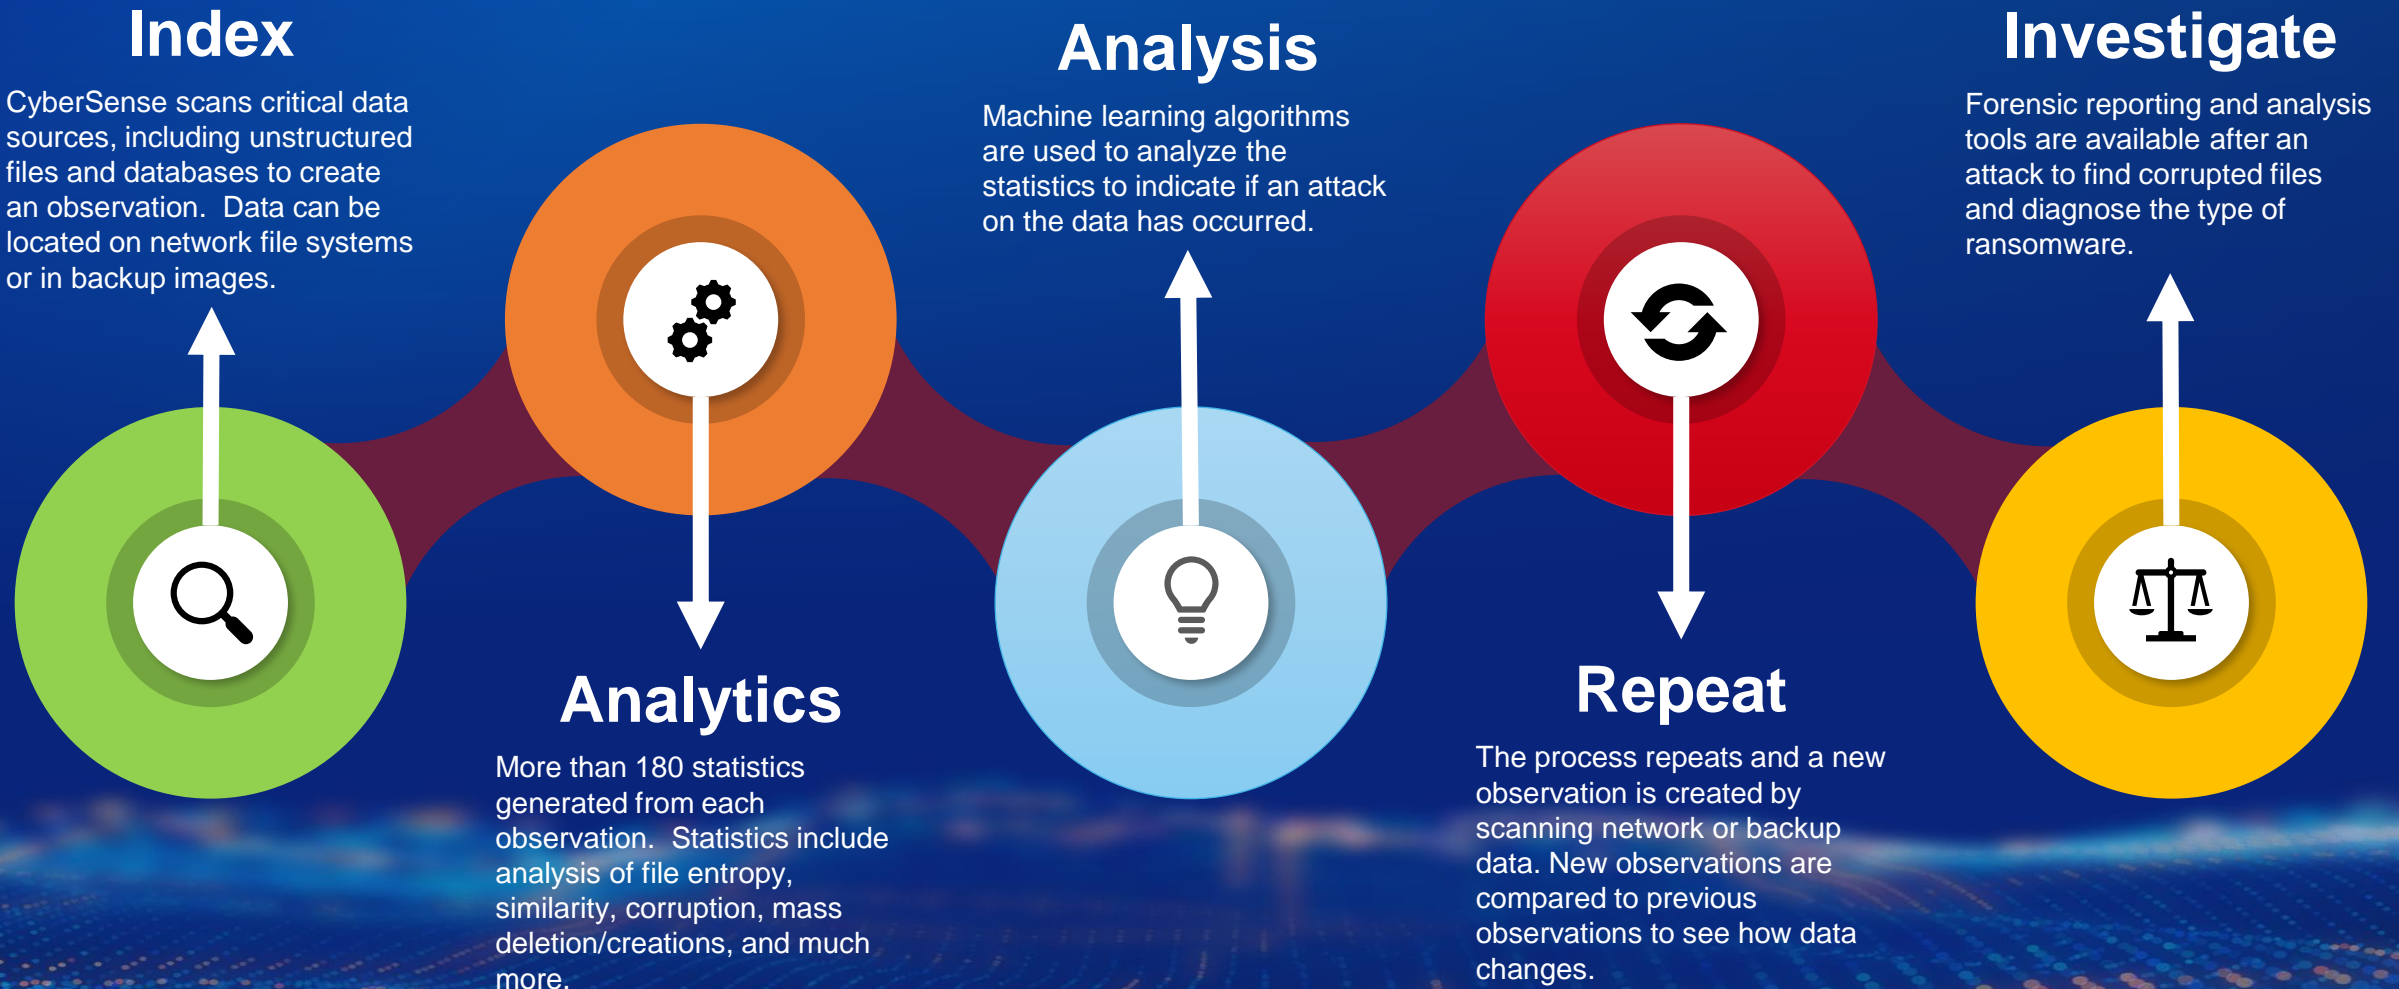 Index
CyberSense scans critical data
sources, including unstructured
files and databases to create
an observation.  Data can be
located on network file systems
or in backup images.
Analytics
More than 180 statistics
generated from each
observation.  Statistics include
analysis of file entropy,
similarity, corruption, mass
deletion/creations, and much
more.
Analysis
Machine learning algorithms
are used to analyze the
statistics to indicate if an attack
on the data has occurred.
Repeat
The process repeats and a new
observation is created by
scanning network or backup
data. New observations are
compared to previous
observations to see how data
changes.
Investigate
Forensic reporting and analysis
tools are available after an
attack to find corrupted files
and diagnose the type of
ransomware.